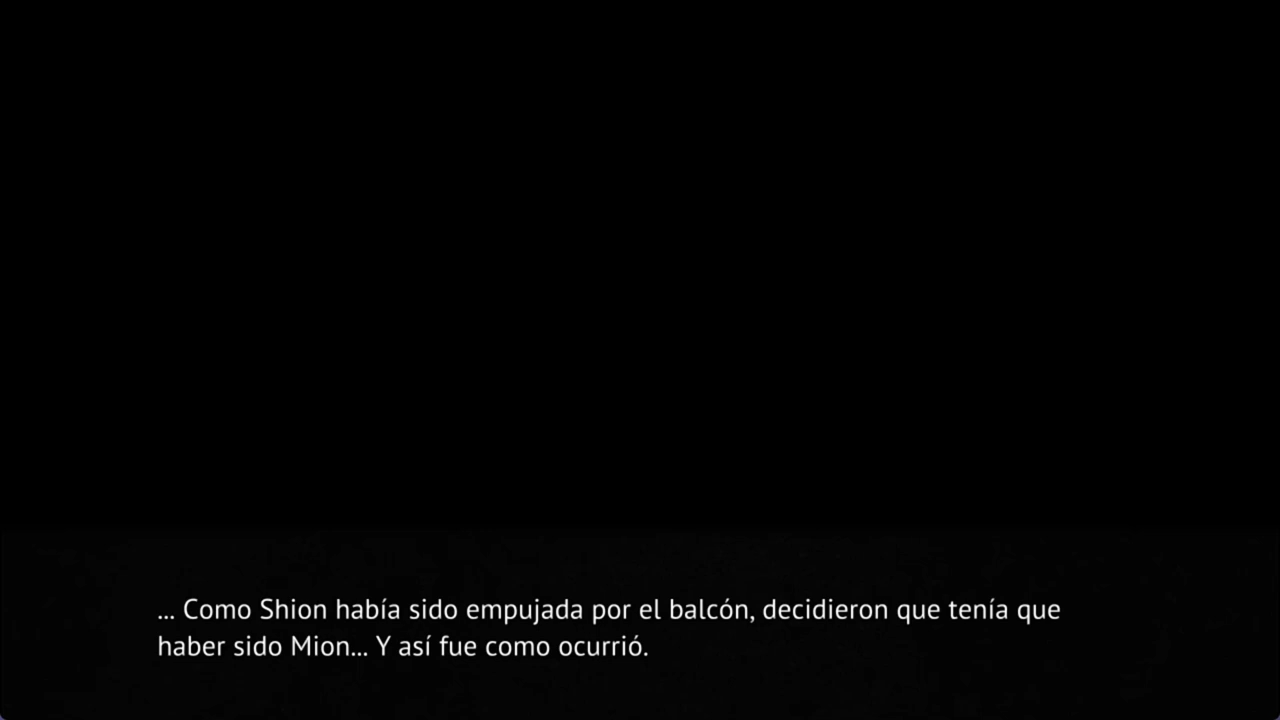 ... Como Shion había sido empujada por el balcón, decidieron que tenía que
haber sido Mion... Y así fue como ocurrió.